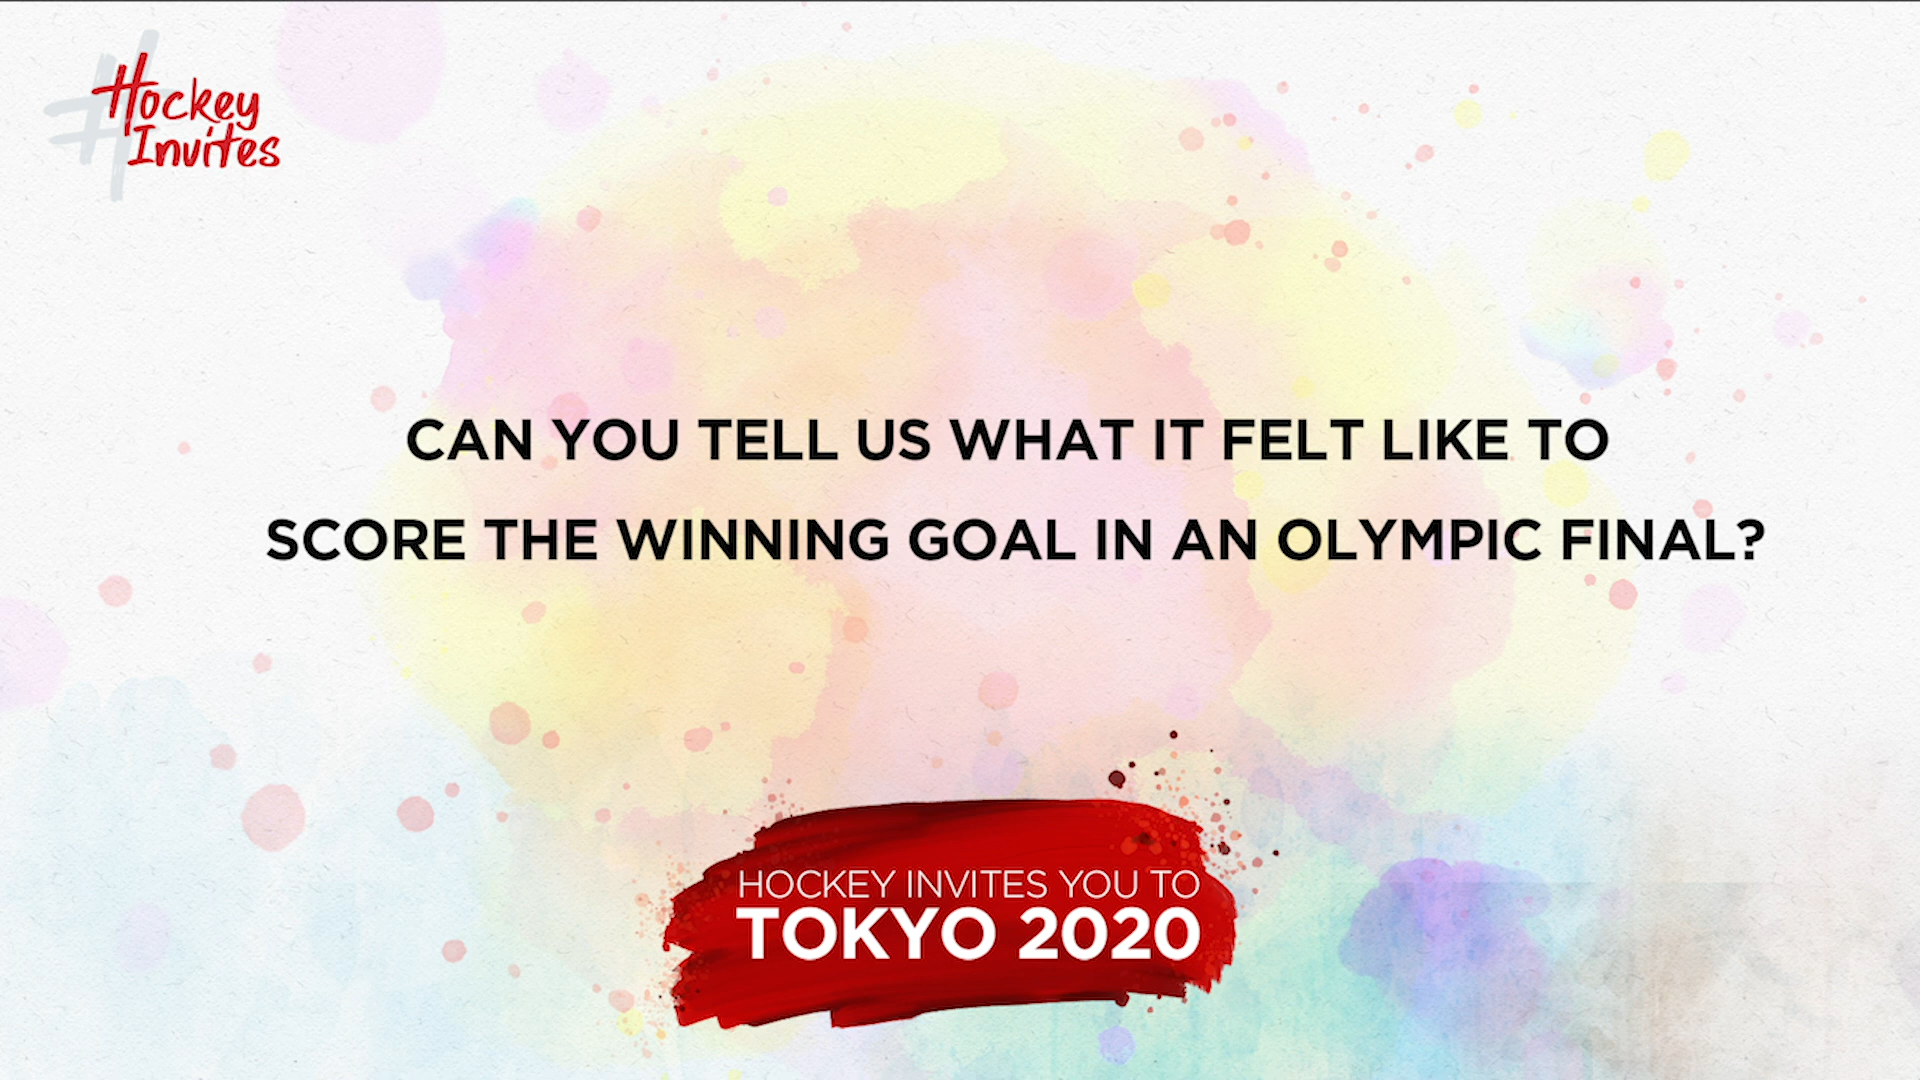 #Hockey
Invites
CAN YOU TELL US WHAT IT FELT LIKE TO
SCORE THE WINNING GOAL IN AN OLYMPIC FINAL?
HOCKEY INVITES YOU TO
TOKYO 2020